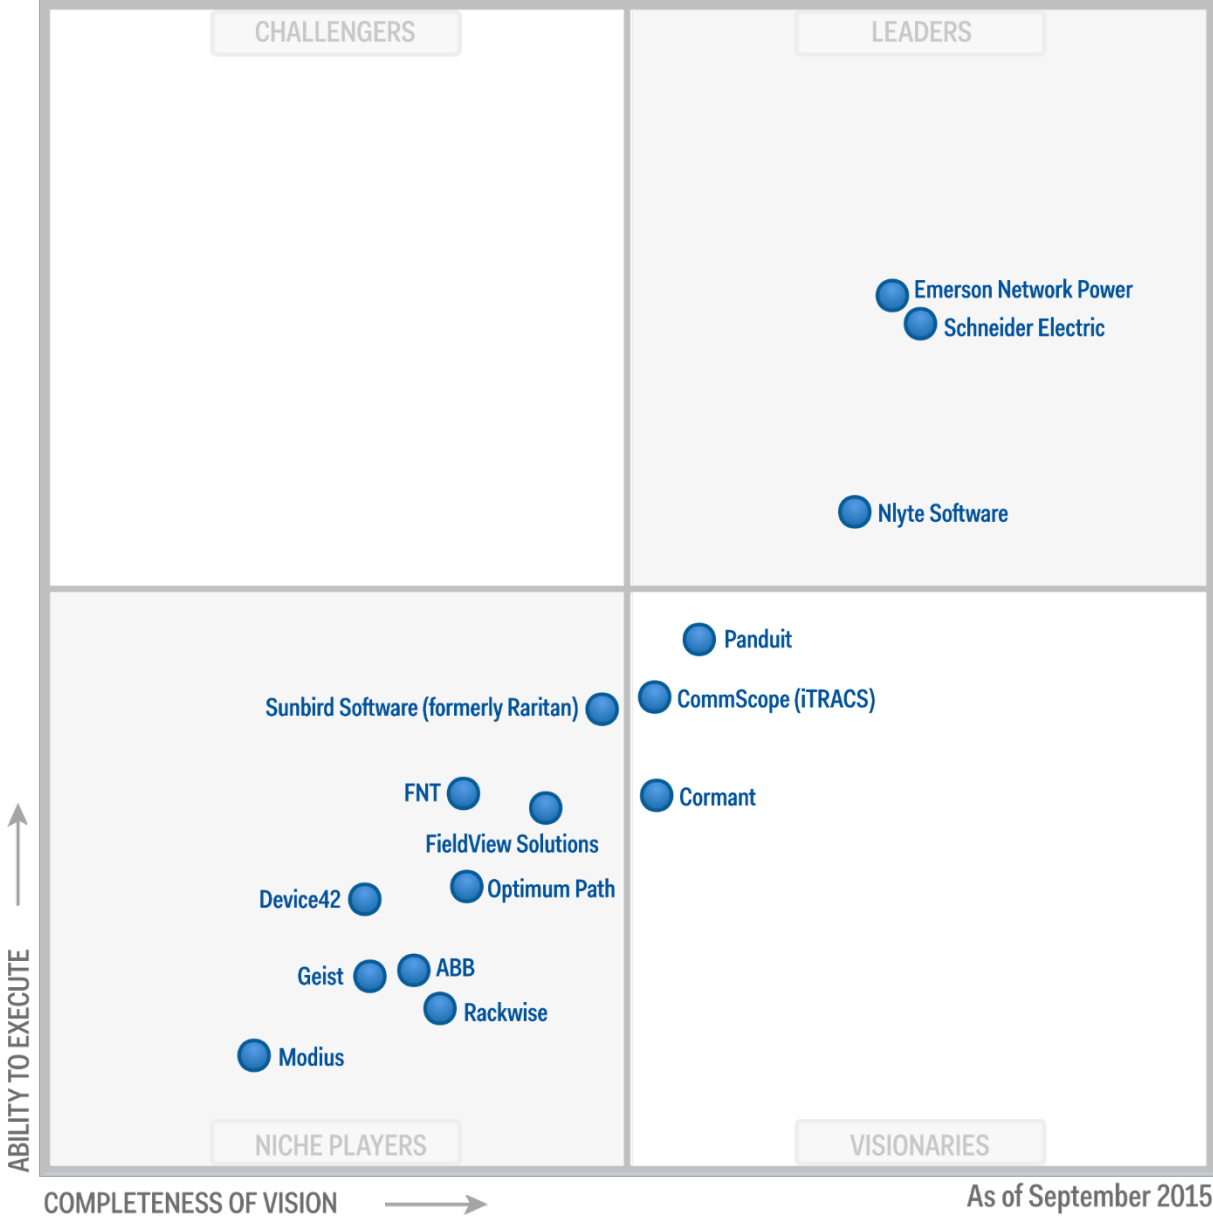 CHALLENGERS
LEADERS
Emerson Network Power
Schneider Electric
Nlyte Software
Panduit
CommScope (iTRACS)
Sunbird Software (formerly Raritan)
FNT
Cormant
FieldView Solutions
Optimum Path
Device42
ABB
Geist
Rackwise
Modius
NICHE PLAYERS
VISIONARIES
ABILITY TO EXECUTE
COMPLETENESS OF VISION
As of September 2015